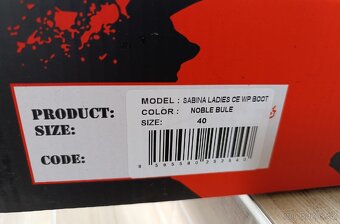 MODEL : SABINA LADIES CE WP BOOT
COLOR : NOBLE BULE
SIZE: 40
PRODUCT:
SIZE:
CODE: